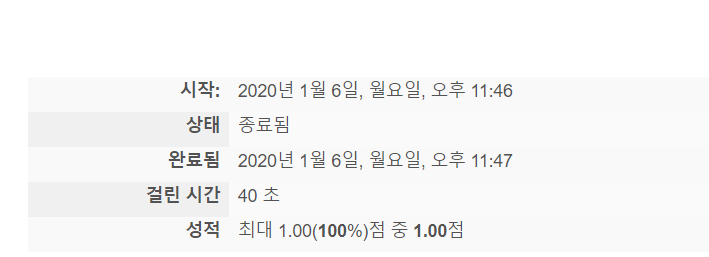 시작: 2020년 1월 6일, 월요일, 오후 11:46
상태 종료됨
완료됨 2020년 1월 6일, 월요일, 오후 11:47
걸린 시간 40 초
성적 최대 1.00(100%)점 중 1.00점